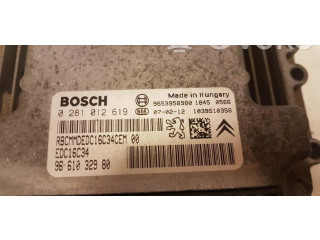 BOSCH
Made in Hungary
9653958980 1845 0566
0 281 012 619
07-02-12 1039S10356
RBCMMDEDC16C34CEM 00
EDC16C34
96 610 329 80